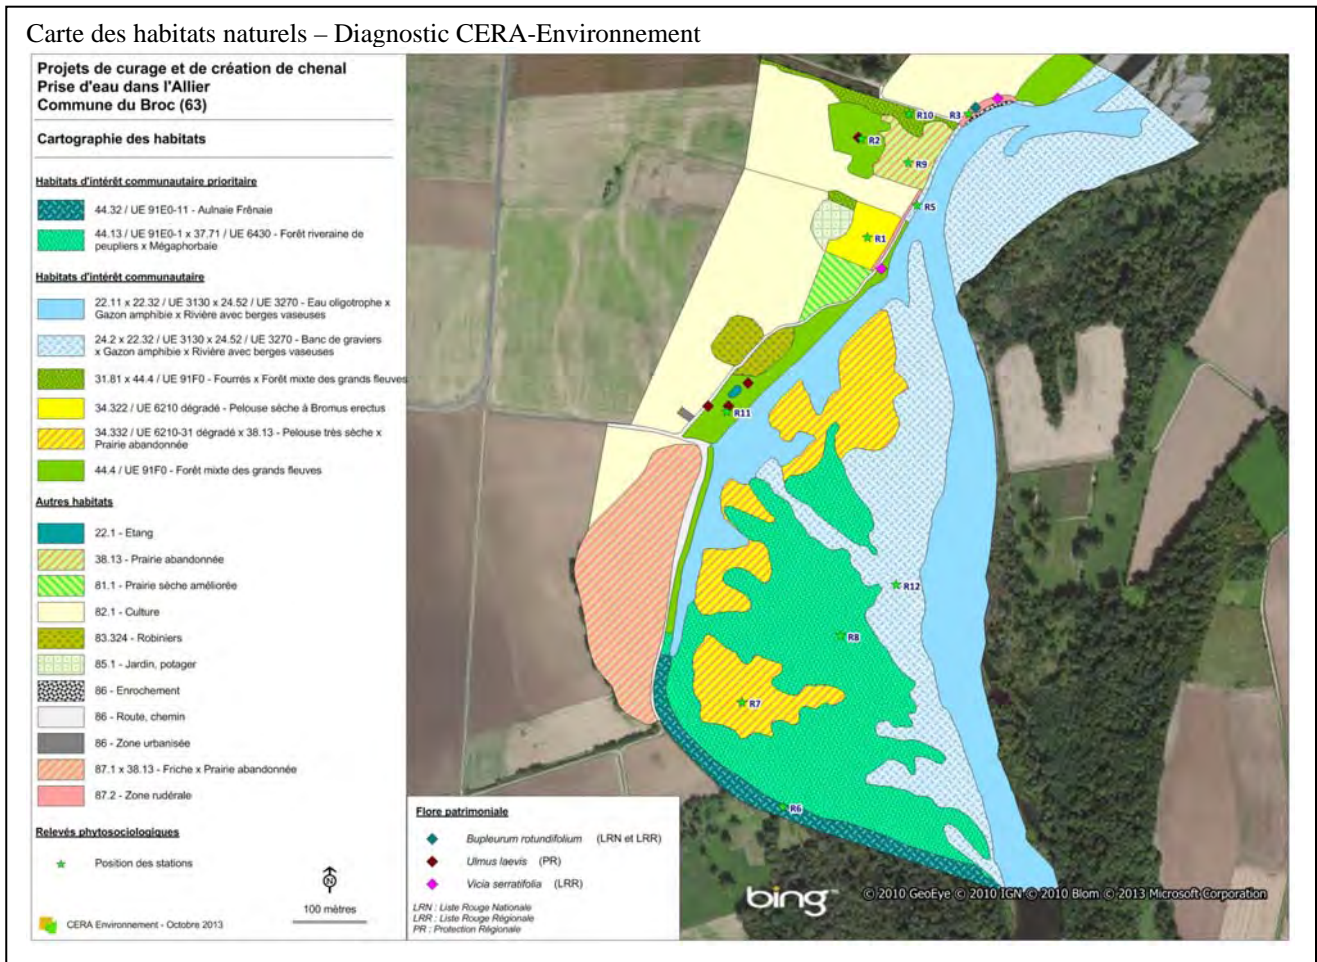 Carte des habitats naturels – Diagnostic CERA-Environnement
Projets de curage et de création de chenal
Prise d'eau dans l'Allier
Commune du Broc (63)
Cartographie des habitats
Habitats d'intérêt communautaire prioritaire
44.32 / UE 91E0-11 - Aulnaie Frênaie
44.13 / UE 91E0-1 x 37.71 / UE 6430 - Forêt riveraine de
peupliers x Mégaphorbaie
Habitats d'intérêt communautaire
22.11 x 22.32 / UE 3130 x 24.52 / UE 3270 - Eau oligotrophe x
Gazon amphibie x Rivière avec berges vaseuses
24.2 x 22.32 / UE 3130 x 24.52 / UE 3270 - Banc de graviers
x Gazon amphibie x Rivière avec berges vaseuses
31.81 x 44.4 / UE 91F0 - Fourrés x Forêt mixte des grands fleuves
34.322 / UE 6210 dégradé - Pelouse sèche à Bromus erectus
34.332 / UE 6210-31 dégradé x 38.13 - Pelouse très sèche x
Prairie abandonnée
44.4 / UE 91F0 - Forêt mixte des grands fleuves
Autres habitats
22.1 - Etang
38.13 - Prairie abandonnée
81.1 - Prairie sèche améliorée
82.1 - Culture
83.324 - Robiniers
85.1 - Jardin, potager
86 - Enrochement
86 - Route, chemin
86 - Zone urbanisée
87.1 x 38.13 - Friche x Prairie abandonnée
87.2 - Zone rudérale
Relevés phytosociologiques
Position des stations
N
100 mètres
CERA Environnement - Octobre 2013
R10
R3
R2
R9
R5
R1
R11
R12
R8
R7
R6
Flore patrimoniale
Bupleurum rotundifolium (LRN et LRR)
Ulmus laevis (PR)
Vicia serratifolia (LRR)
LRN : Liste Rouge Nationale
LRR : Liste Rouge Régionale
PR : Protection Régionale
bing™
© 2010 GeoEye © 2010 IGN © 2010 Blom © 2013 Microsoft Corporation